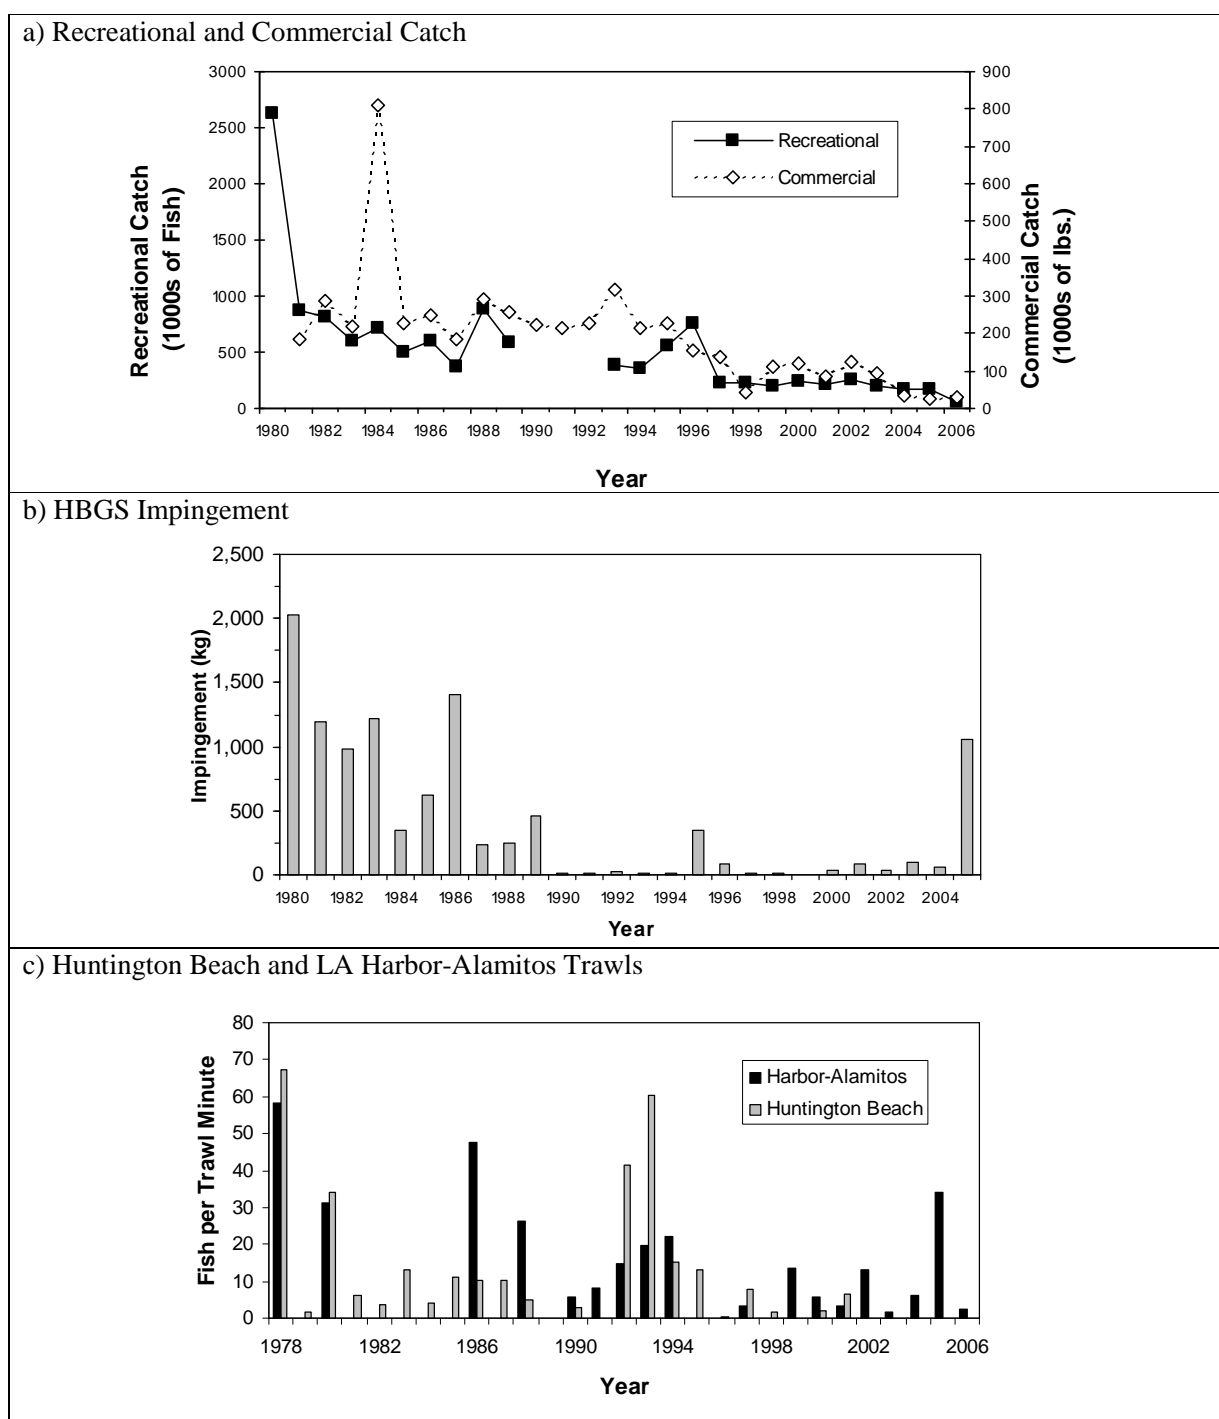 a) Recreational and Commercial Catch
3000
2500
2000
1500
1000
500
0
Recreational Catch
(1000s of Fish)
900
800
700
600
500
400
300
200
100
0
Commercial Catch
(1000s of lbs.)
Recreational
Commercial
1980 1982 1984 1986 1988 1990 1992 1994 1996 1998 2000 2002 2004 2006
Year
b) HBGS Impingement
2,500
2,000
1,500
1,000
500
0
Impingement (kg)
1980 1982 1984 1986 1988 1990 1992 1994 1996 1998 2000 2002 2004
Year
c) Huntington Beach and LA Harbor-Alamitos Trawls
80
70
60
50
40
30
20
10
0
Fish per Trawl Minute
Harbor-Alamitos
Huntington Beach
1978 1982 1986 1990 1994 1998 2002 2006
Year